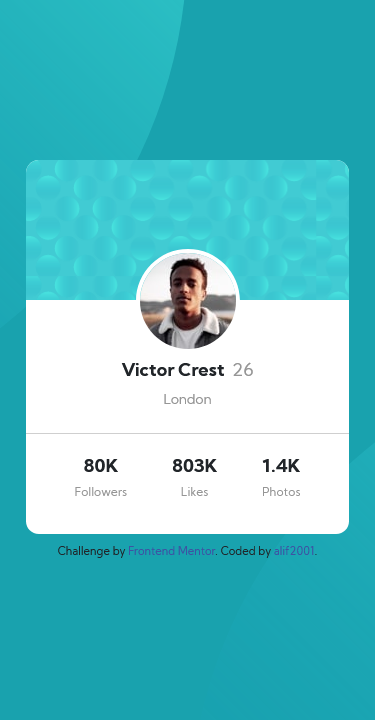 Victor Crest 26
London
80K 803K 1.4K
Followers Likes Photos
Challenge by Frontend Mentor. Coded by alif2001.